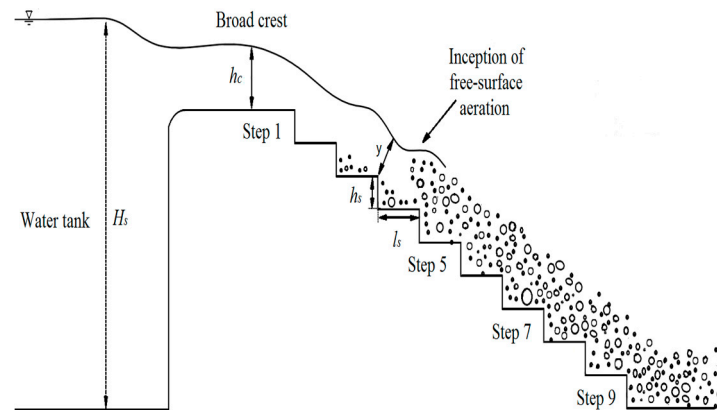 Broad crest
Inception of
free-surface
aeration
hc
Step 1
y
hs
ls
Water tank
Hs
Step 5
Step 7
Step 9